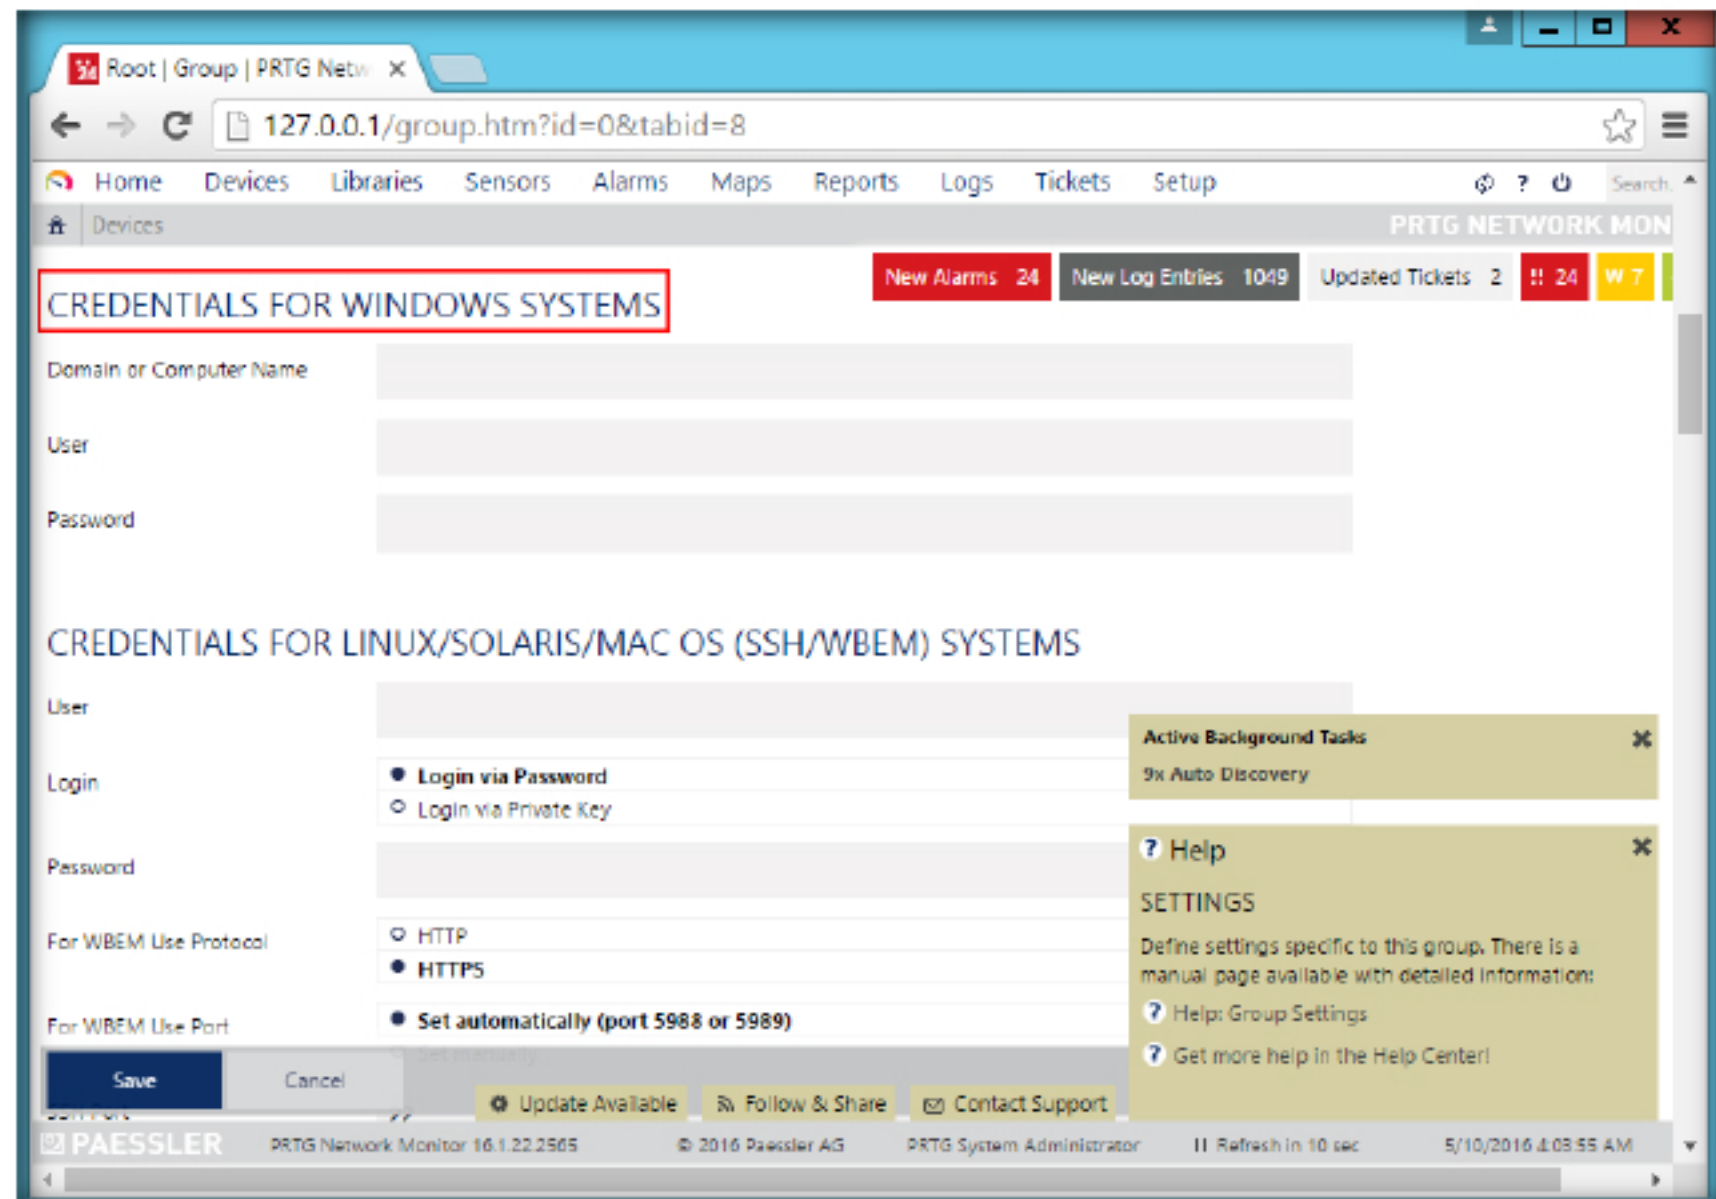 Root | Group | PRTG Netw
127.0.0.1/group.htm?id=0&tabid=8
Home Devices Libraries Sensors Alarms Maps Reports Logs Tickets Setup ? Search.
Devices PRTG NETWORK MON
New Alarms 24 New Log Entries 1049 Updated Tickets 2 !! 24 W 7
CREDENTIALS FOR WINDOWS SYSTEMS
Domain or Computer Name
User
Password
CREDENTIALS FOR LINUX/SOLARIS/MAC OS (SSH/WBEM) SYSTEMS
User
Login
Login via Password
Login via Private Key
Password
For WBEM Use Protocol
HTTP
HTTPS
For WBEM Use Port
Set automatically (port 5988 or 5989)
Set manually
SSH Port 22
Active Background Tasks
9x Auto Discovery
? Help
SETTINGS
Define settings specific to this group. There is a
manual page available with detailed information:
? Help: Group Settings
? Get more help in the Help Center!
Save Cancel
Update Available Follow & Share Contact Support
PAESSLER PRTG Network Monitor 16.1.22.2565 © 2016 Paessler AG PRTG System Administrator Refresh in 10 sec 5/10/2016 4:03:55 AM